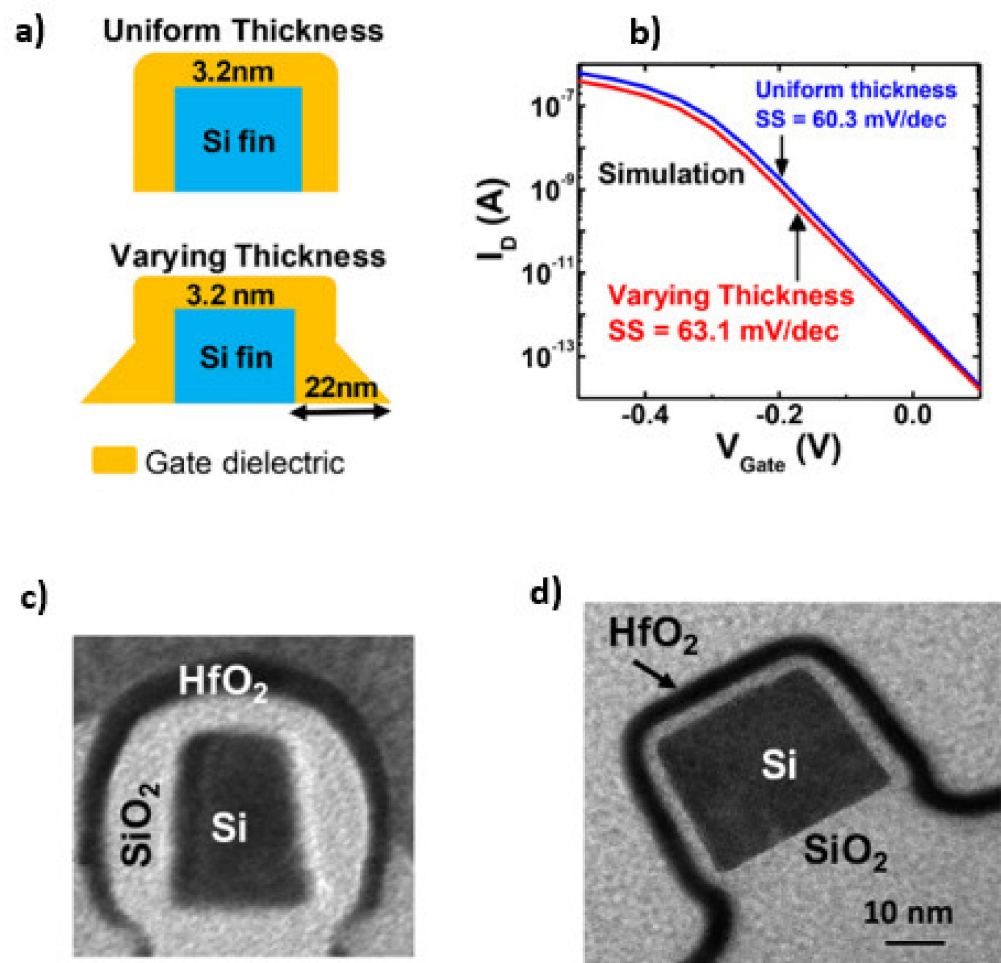 a)
Uniform Thickness
3.2nm
Si fin
Varying Thickness
3.2 nm
Si fin
22nm
Gate dielectric
b)
10⁻⁷
10⁻⁹
10⁻¹¹
10⁻¹³
I_D (A)
Uniform thickness
SS = 60.3 mV/dec
Simulation
Varying Thickness
SS = 63.1 mV/dec
-0.4
-0.2
0.0
V_Gate (V)
c)
HfO₂
SiO₂
Si
d)
HfO₂
Si
SiO₂
10 nm